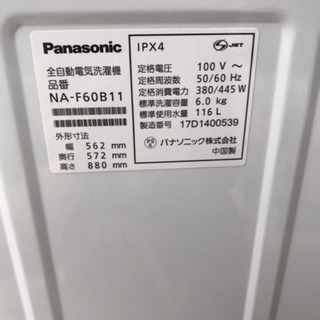 Panasonic
全自動電気洗濯機
品番
NA-F60B11
外形寸法
幅 562 mm
奥行 572 mm
高さ 880 mm
IPX4
JET
定格電圧 100 V ～
定格周波数 50/60 Hz
定格消費電力 380/445 W
標準洗濯容量 6.0 kg
標準使用水量 116 L
製造番号 17D1400539
PSE パナソニック株式会社
中国製